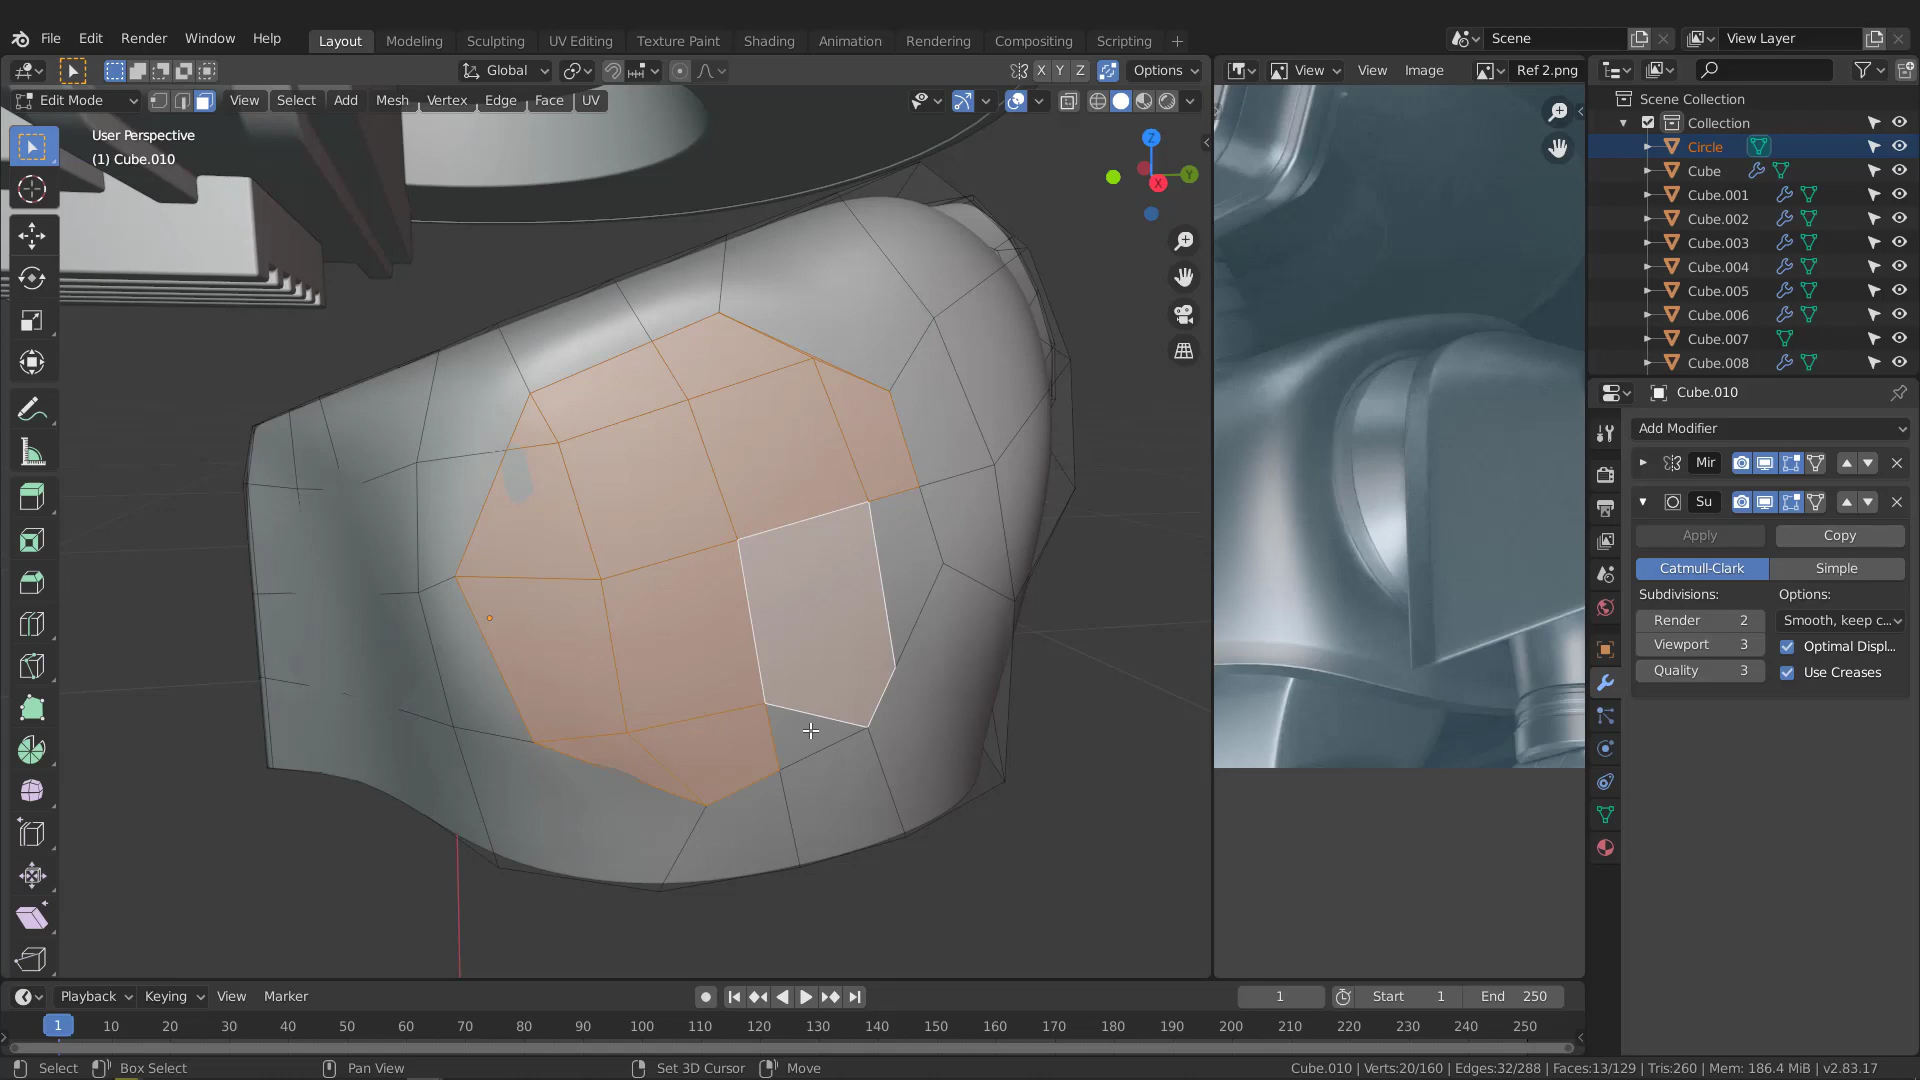 File Edit Render Window Help Layout Modeling Sculpting UV Editing Texture Paint Shading Animation Rendering Compositing Scripting + Scene View Layer
Global X Y Z Options View View Image Ref 2.png
Edit Mode View Select Add Mesh Vertex Edge Face UV
User Perspective
(1) Cube.010
Z
Y
X
Scene Collection
Collection
Circle
Cube
Cube.001
Cube.002
Cube.003
Cube.004
Cube.005
Cube.006
Cube.007
Cube.008
Cube.010
Add Modifier
Mir
Su
Apply Copy
Catmull-Clark Simple
Subdivisions: Options:
Render 2 Smooth, keep c...
Viewport 3 Optimal Displ...
Quality 3 Use Creases
Playback Keying View Marker 1 Start 1 End 250
1 10 20 30 40 50 60 70 80 90 100 110 120 130 140 150 160 170 180 190 200 210 220 230 240 250
Select Box Select Pan View Set 3D Cursor Move Cube.010 | Verts:20/160 | Edges:32/288 | Faces:13/129 | Tris:260 | Mem: 186.4 MiB | v2.83.17